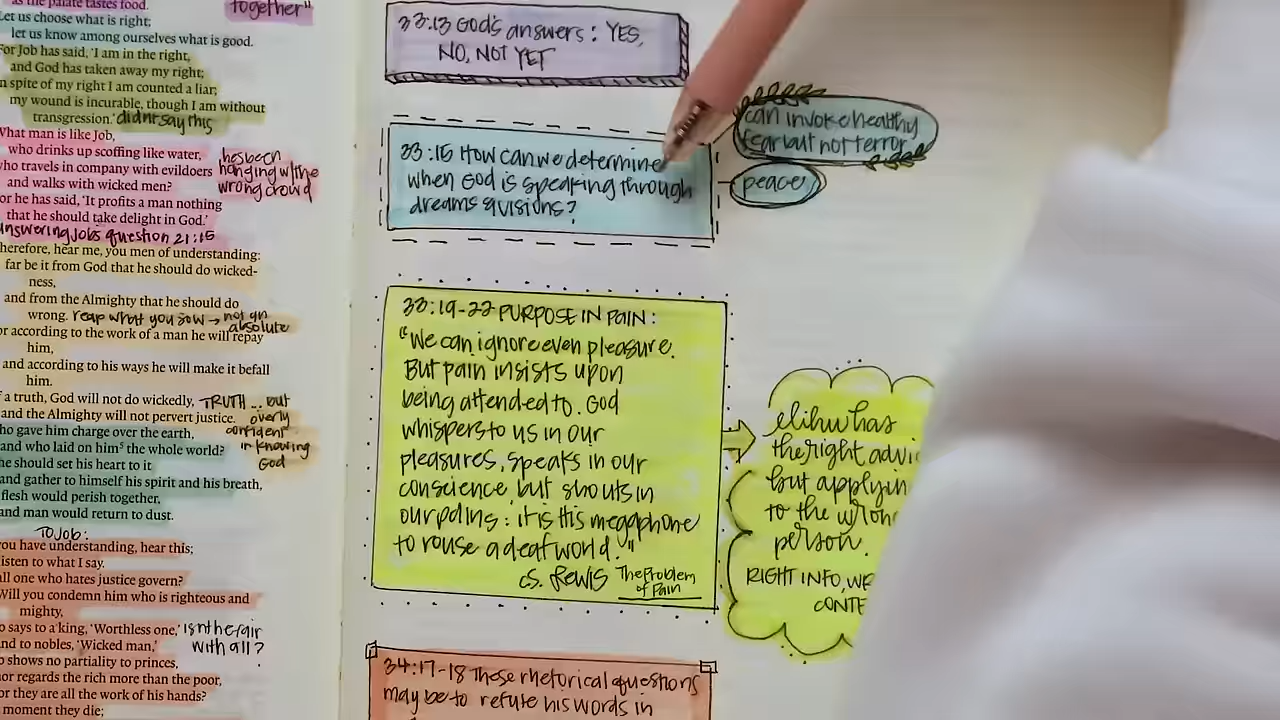 as the palate tastes food.
together"
Let us choose what is right;
let us know among ourselves what is good.
For Job has said, 'I am in the right,
and God has taken away my right;
in spite of my right I am counted a liar;
my wound is incurable, though I am without
transgression.' didn't say this
What man is like Job,
who drinks up scoffing like water,
who travels in company with evildoers
and walks with wicked men?
has been
hanging w/the
wrong crowd
For he has said, 'It profits a man nothing
that he should take delight in God.'
answering Job's question 21:15
Therefore, hear me, you men of understanding:
far be it from God that he should do wicked-
ness,
and from the Almighty that he should do
wrong. reap what you sow → not an
absolute
For according to the work of a man he will repay
him,
and according to his ways he will make it befall
him.
Of a truth, God will not do wickedly,
and the Almighty will not pervert justice.
TRUTH... but
overly
confident
in knowing
God
Who gave him charge over the earth,
and who laid on him⁵ the whole world?
he should set his heart to it
and gather to himself his spirit and his breath,
flesh would perish together,
and man would return to dust.
To Job:
you have understanding, hear this;
listen to what I say.
Shall one who hates justice govern?
Will you condemn him who is righteous and
mighty,
who says to a king, 'Worthless one,'
and to nobles, 'Wicked man,'
isn't he fair
with all?
who shows no partiality to princes,
nor regards the rich more than the poor,
for they are all the work of his hands?
In a moment they die;
33:13 God's answers: YES,
NO, NOT YET
33:15 How can we determine
when God is speaking through
dreams & visions?
can invoke healthy
fear but not terror
peace
33:19-22 PURPOSE IN PAIN:
"We can ignore even pleasure.
But pain insists upon
being attended to. God
whispers to us in our
pleasures, speaks in our
conscience, but shouts in
our pains: it is His megaphone
to rouse a deaf world."
C.S. Lewis The Problem
of Pain
elihu has
the right advi
but applyin
to the wrong
person.
RIGHT INFO, WR
CONTE
34:17-18 These rhetorical questions
may be to refute his words in